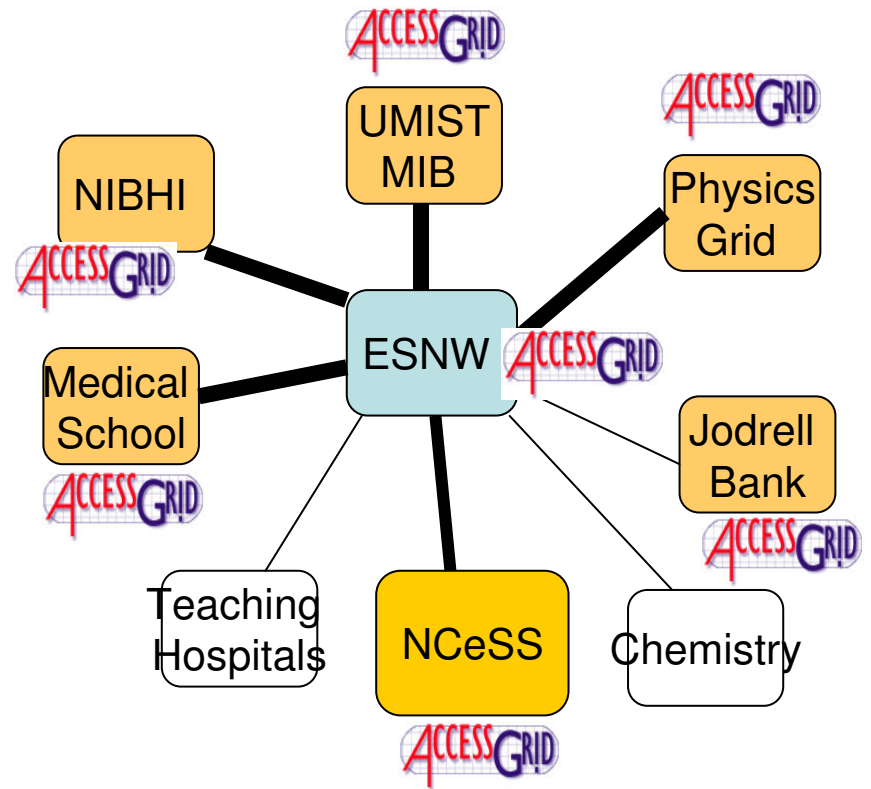 ACCESSGRID
UMIST
MIB
ACCESSGRID
Physics
Grid
NIBHI
ACCESSGRID
ESNW
ACCESSGRID
Medical
School
ACCESSGRID
Jodrell
Bank
ACCESSGRID
Teaching
Hospitals
NCeSS
ACCESSGRID
Chemistry